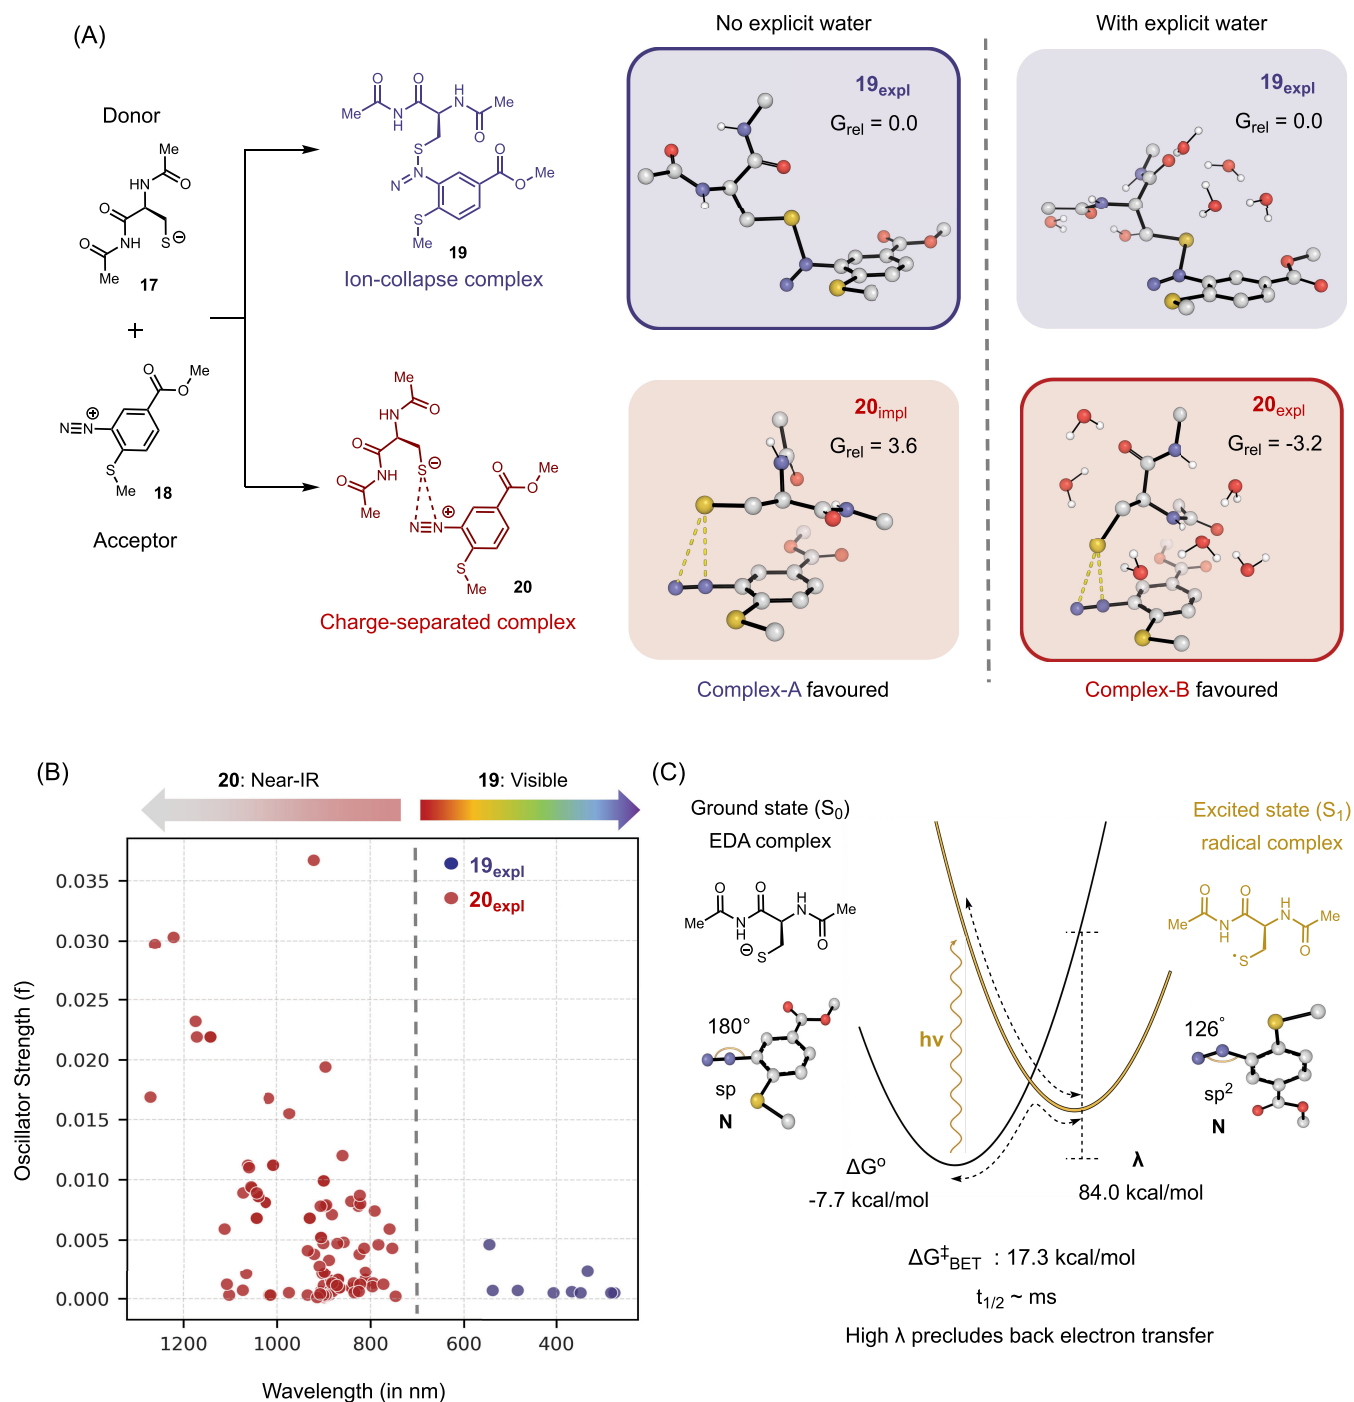 (A)
No explicit water
With explicit water
Donor
Me
O
HN
O
O
NH
S
⊖
Me
17
+
O
Me
O
⊕
N≡N
S
Me
18
Acceptor
O
O
H
N
Me
N
H
Me
O
S
N
N
O
O
Me
S
Me
19
Ion-collapse complex
Me
O
HN
O
NH
O
Me
S
⊖
⊕
N≡N
O
Me
O
S
Me
20
Charge-separated complex
19expl
Grel = 0.0
19expl
Grel = 0.0
20impl
Grel = 3.6
20expl
Grel = -3.2
Complex-A favoured
Complex-B favoured
(B)
20: Near-IR
19: Visible
19expl
20expl
0.035
0.030
0.025
0.020
0.015
0.010
0.005
0.000
Oscillator Strength (f)
1200
1000
800
600
400
Wavelength (in nm)
(C)
Ground state (S0)
EDA complex
Excited state (S1)
radical complex
O
O
H
N
Me
Me
N
H
O
⊖
S
O
O
H
N
Me
Me
N
H
O
·S
180°
sp
N
hν
126°
sp2
N
ΔGo
-7.7 kcal/mol
λ
84.0 kcal/mol
ΔG‡BET : 17.3 kcal/mol
t1/2 ~ ms
High λ precludes back electron transfer